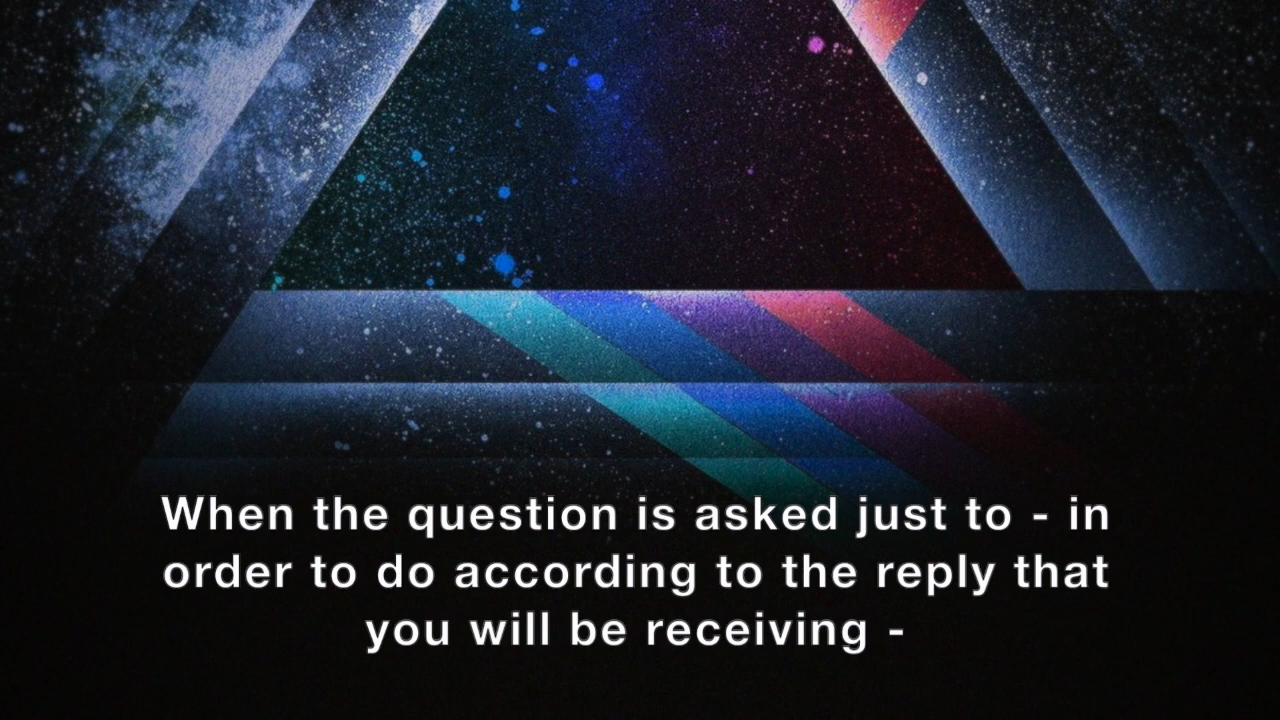 When the question is asked just to - in
order to do according to the reply that
you will be receiving -